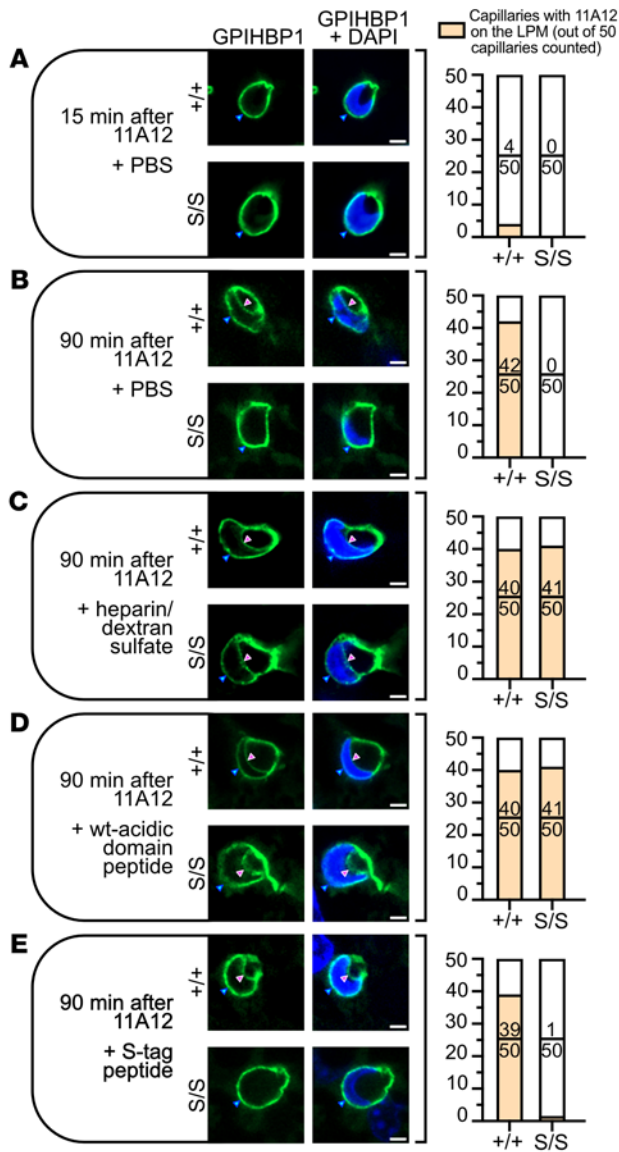 GPIHBP1
GPIHBP1
+ DAPI
Capillaries with 11A12
on the LPM (out of 50
capillaries counted)
A
15 min after
11A12
+ PBS
+/+
S/S
50
40
30
20
10
0
4
50
0
50
+/+
S/S
B
90 min after
11A12
+ PBS
+/+
S/S
50
40
30
20
10
0
42
50
0
50
+/+
S/S
C
90 min after
11A12
+ heparin/
dextran
sulfate
+/+
S/S
50
40
30
20
10
0
40
50
41
50
+/+
S/S
D
90 min after
11A12
+ wt-acidic
domain
peptide
+/+
S/S
50
40
30
20
10
0
40
50
41
50
+/+
S/S
E
90 min after
11A12
+ S-tag
peptide
+/+
S/S
50
40
30
20
10
0
39
50
1
50
+/+
S/S